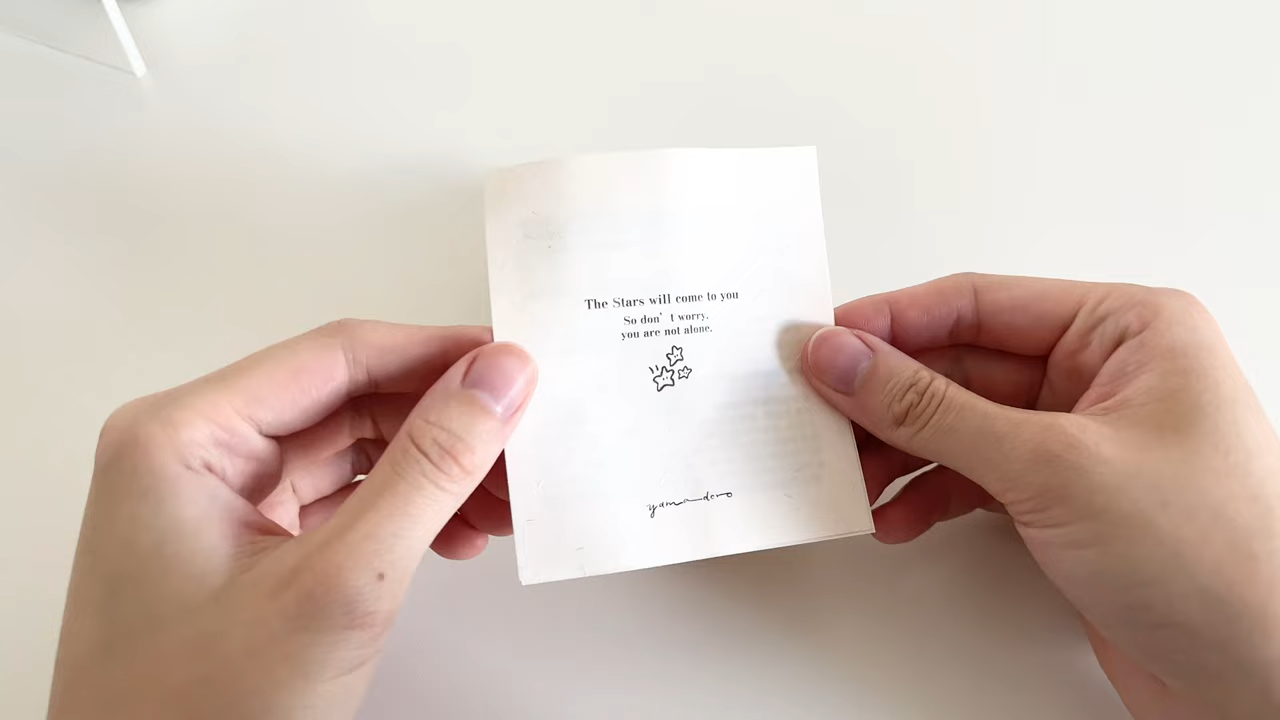 The Stars will come to you
So don’ t worry.
you are not alone.
yamadoro